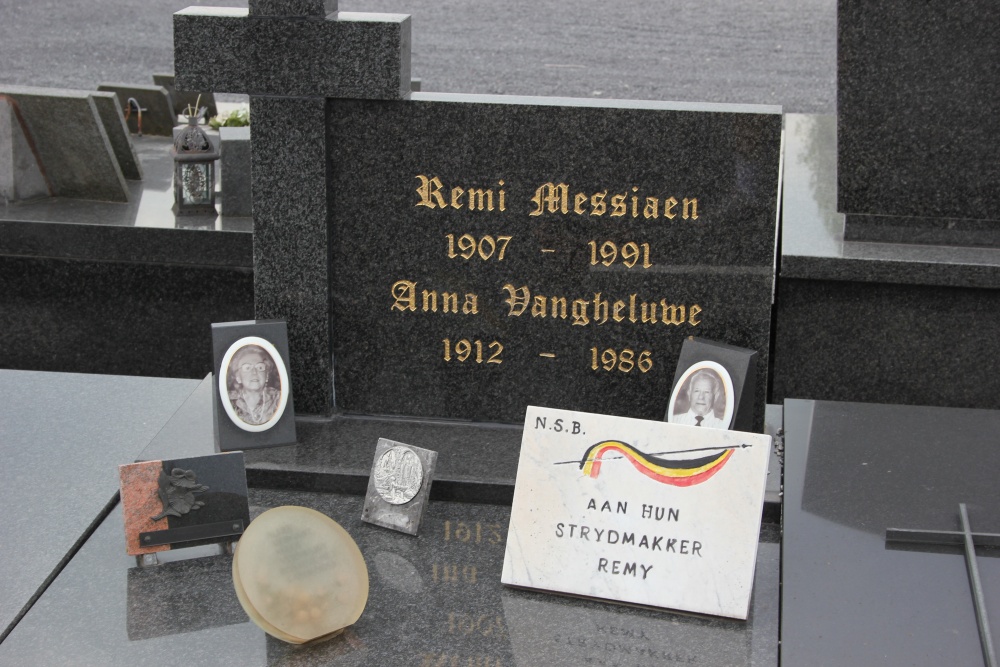 Remi Messiaen
1907 - 1991
Anna Vangheluwe
1912 - 1986
N.S.B.
AAN HUN
STRYDMAKKER
REMY